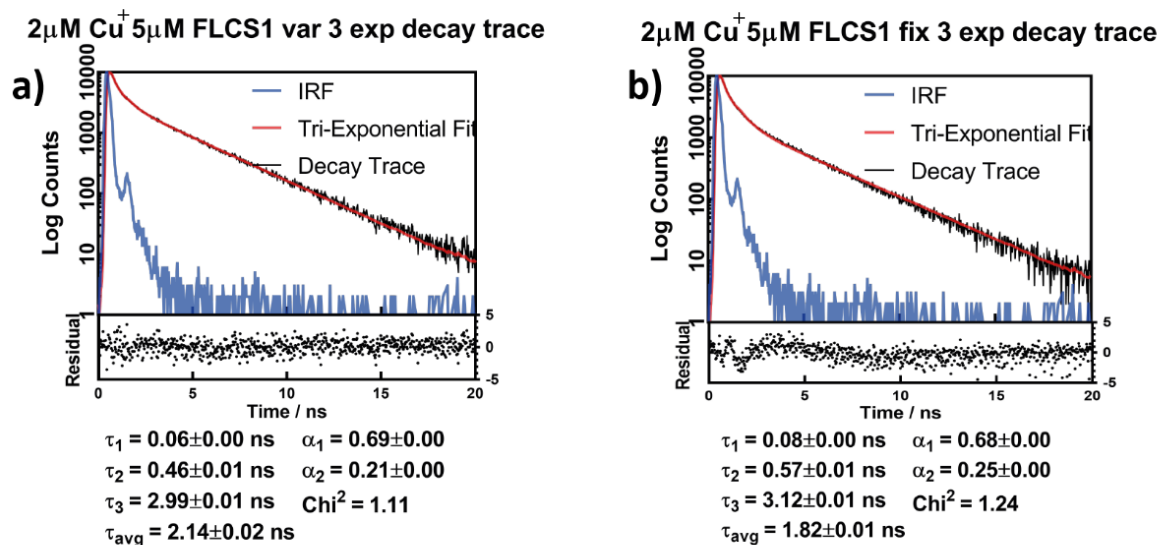 2μM Cu⁺ 5μM FLCS1 var 3 exp decay trace
a)
10000
1000
100
10
1
Log Counts
IRF
Tri-Exponential Fit
Decay Trace
Residual
5
0
-5
0 5 10 15 20
Time / ns
τ₁ = 0.06±0.00 ns α₁ = 0.69±0.00
τ₂ = 0.46±0.01 ns α₂ = 0.21±0.00
τ₃ = 2.99±0.01 ns Chi² = 1.11
τavg = 2.14±0.02 ns
2μM Cu⁺ 5μM FLCS1 fix 3 exp decay trace
b)
10000
1000
100
10
1
Log Counts
IRF
Tri-Exponential Fit
Decay Trace
Residual
5
0
-5
0 5 10 15 20
Time / ns
τ₁ = 0.08±0.00 ns α₁ = 0.68±0.00
τ₂ = 0.57±0.01 ns α₂ = 0.25±0.00
τ₃ = 3.12±0.01 ns Chi² = 1.24
τavg = 1.82±0.01 ns